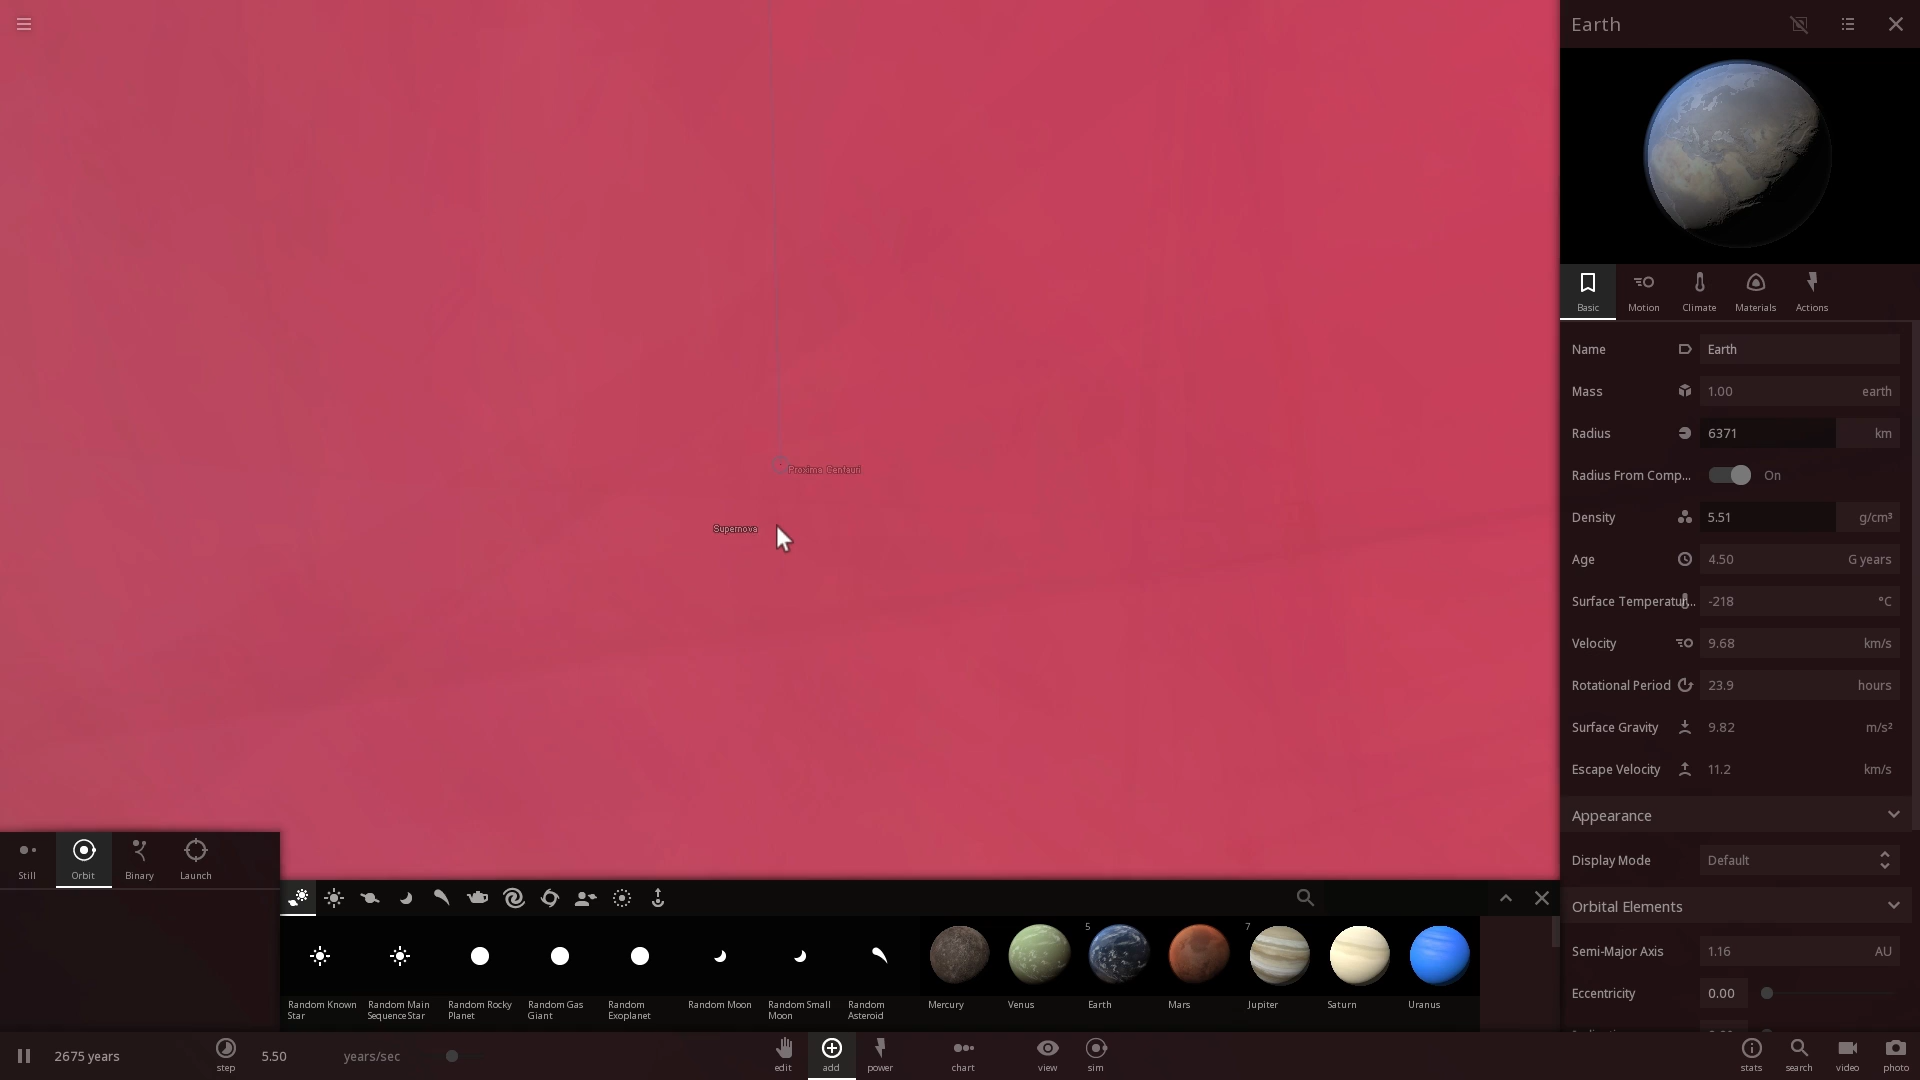 Earth
Basic
Motion
Climate
Materials
Actions
Name
Earth
Mass
1.00
earth
Radius
6371
km
Radius From Comp...
On
Density
5.51
g/cm³
Age
4.50
G years
Surface Temperatur...
-218
°C
Velocity
9.68
km/s
Rotational Period
23.9
hours
Surface Gravity
9.82
m/s²
Escape Velocity
11.2
km/s
Appearance
Display Mode
Default
Orbital Elements
Semi-Major Axis
1.16
AU
Eccentricity
0.00
Proxima Centauri
Supernova
Still
Orbit
Binary
Launch
5
7
Random Known
Star
Random Main
Sequence Star
Random Rocky
Planet
Random Gas
Giant
Random
Exoplanet
Random Moon
Random Small
Moon
Random
Asteroid
Mercury
Venus
Earth
Mars
Jupiter
Saturn
Uranus
2675 years
step
5.50
years/sec
edit
add
power
chart
view
sim
stats
search
video
photo